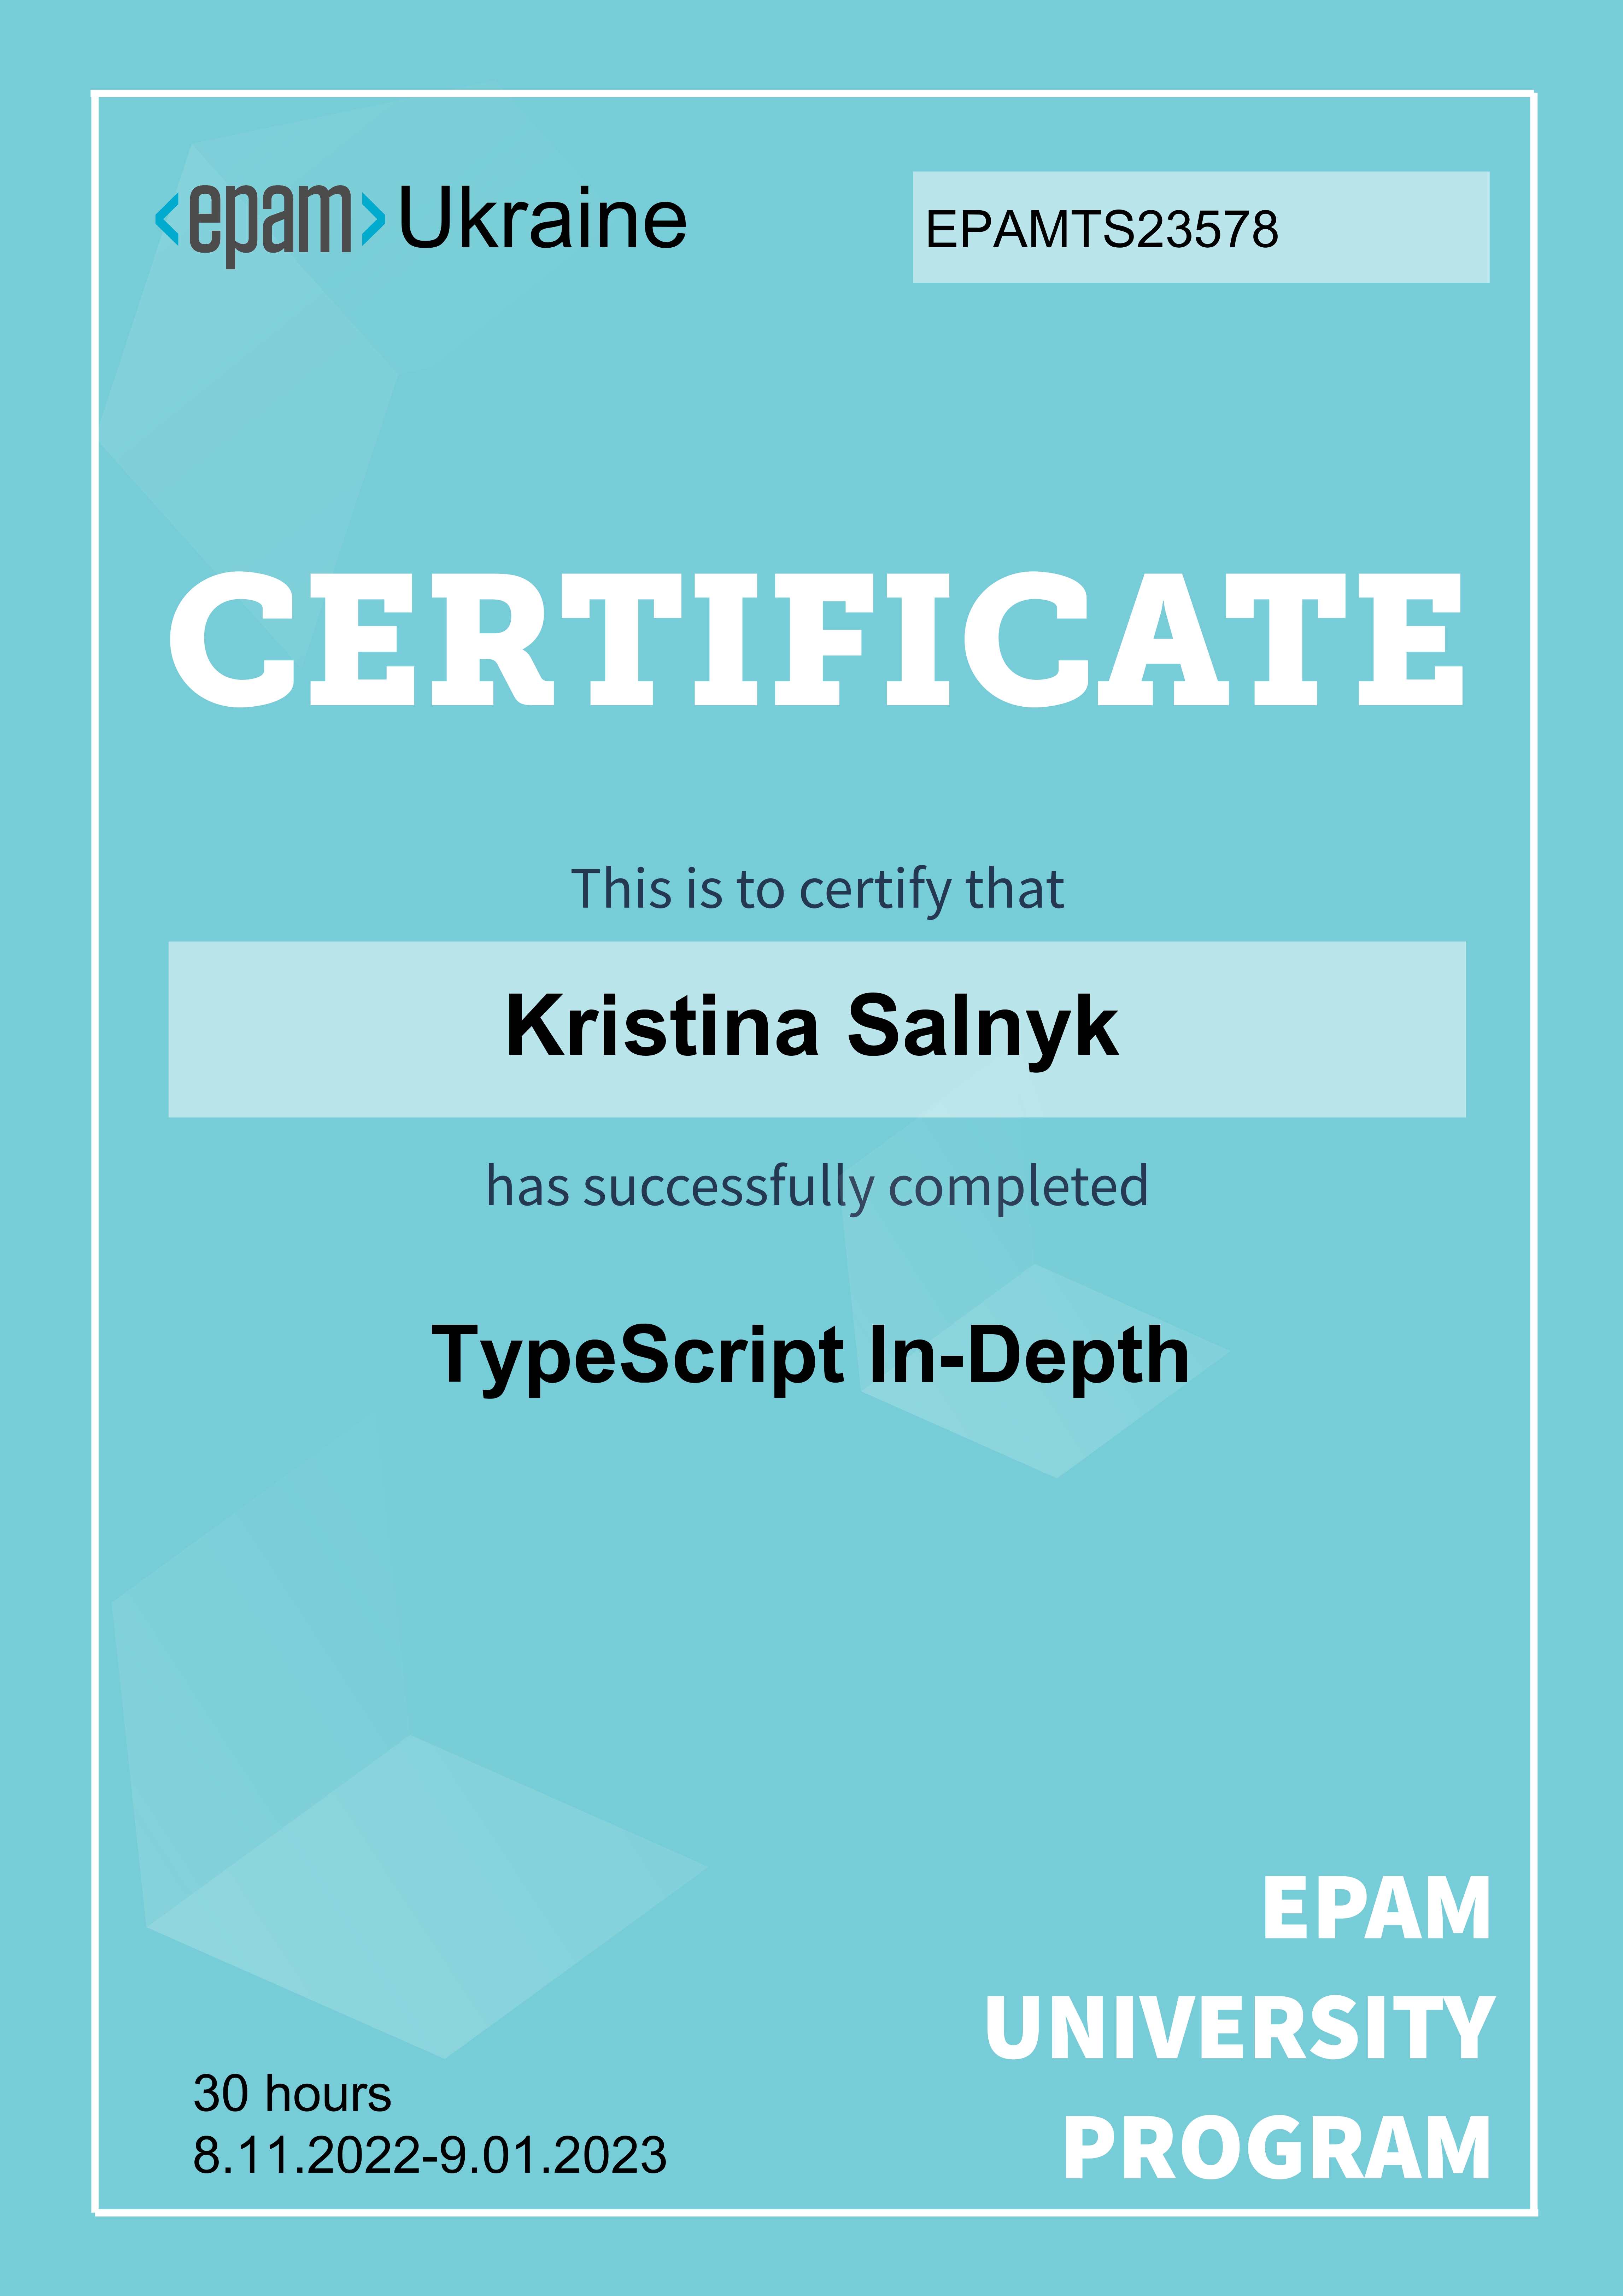 <epam> Ukraine
EPAMTS23578
CERTIFICATE
This is to certify that
Kristina Salnyk
has successfully completed
TypeScript In-Depth
30 hours
8.11.2022-9.01.2023
EPAM
UNIVERSITY
PROGRAM